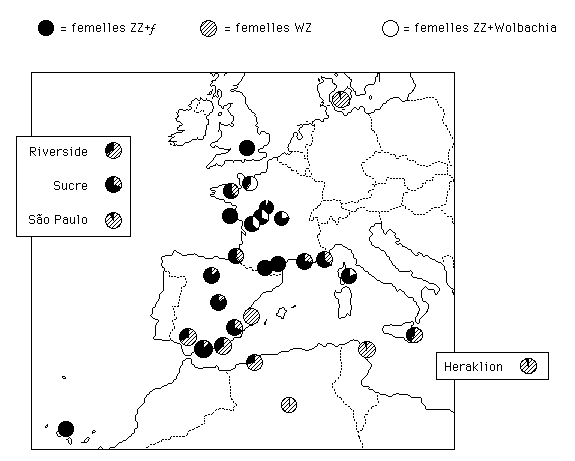 = femelles ZZ+f = femelles WZ = femelles ZZ+Wolbachia
Riverside
Sucre
São Paulo
Heraklion